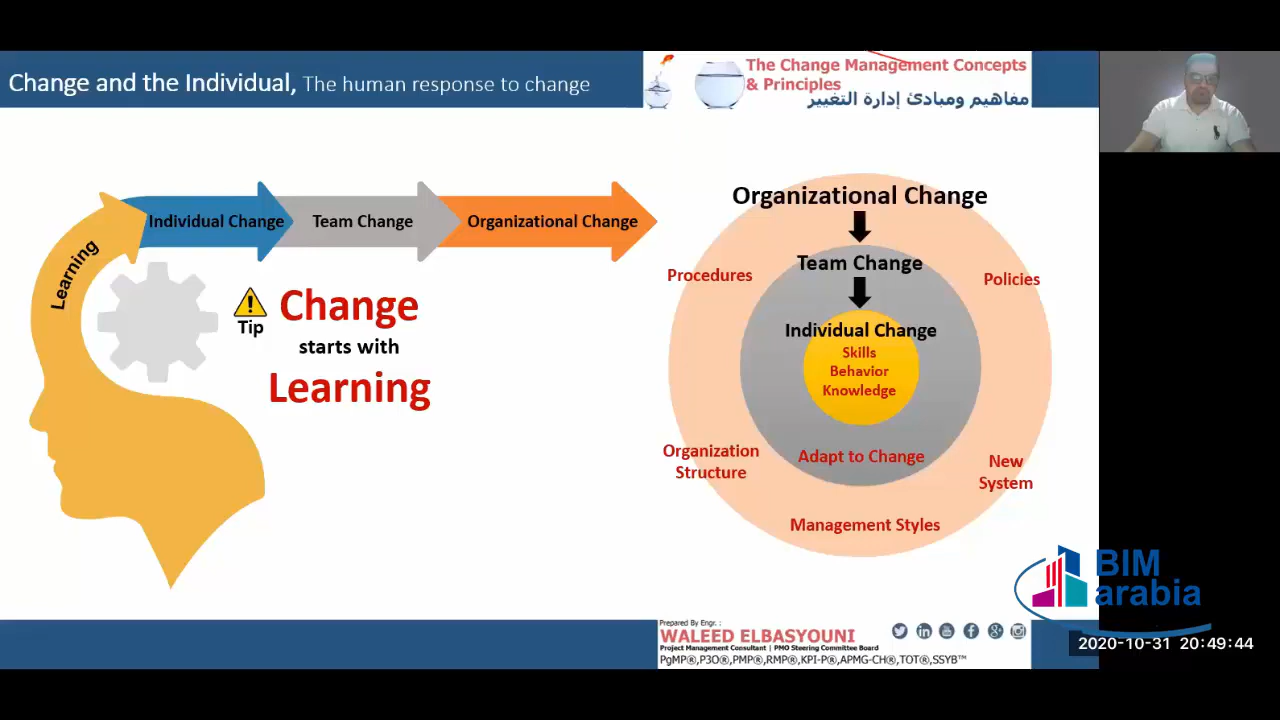 Change and the Individual, The human response to change
The Change Management Concepts
& Principles
مفاهيم ومبادئ إدارة التغيير
Learning
Individual Change
Team Change
Organizational Change
Tip
Change
starts with
Learning
Organizational Change
Team Change
Individual Change
Skills
Behavior
Knowledge
Procedures
Policies
Organization
Structure
Adapt to Change
New
System
Management Styles
BIM
arabia
Prepared By Engr. :
WALEED ELBASYOUNI
Project Management Consultant | PMO Steering Committee Board
PgMP®,P3O®,PMP®,RMP®,KPI-P®,APMG-CH®,TOT®,SSYB™
2020-10-31 20:49:44